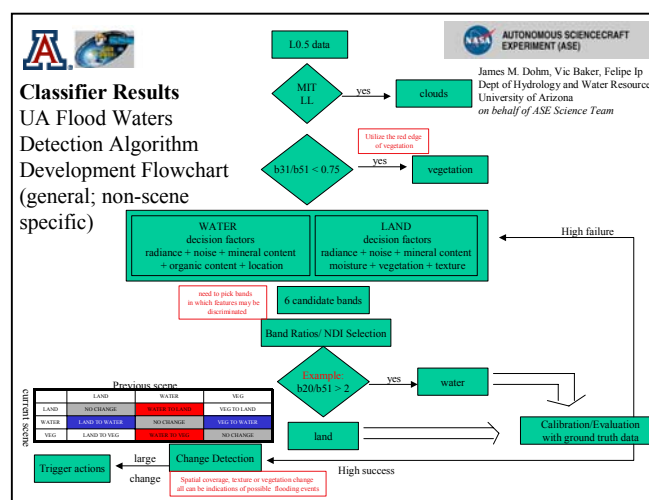 L0.5 data
NASA
AUTONOMOUS SCIENCECRAFT
EXPERIMENT (ASE)
A
James M. Dohm, Vic Baker, Felipe Ip
Dept of Hydrology and Water Resource
University of Arizona
on behalf of ASE Science Team
Classifier Results
UA Flood Waters
Detection Algorithm
Development Flowchart
(general; non-scene
specific)
MIT
LL
yes
clouds
Utilize the red edge
of vegetation
b31/b51 < 0.75
yes
vegetation
WATER
decision factors
radiance + noise + mineral content
+ organic content + location
LAND
decision factors
radiance + noise + mineral content
moisture + vegetation + texture
High failure
need to pick bands
in which features may be
discriminated
6 candidate bands
Band Ratios/ NDI Selection
Example:
b20/b51 > 2
yes
water
Previous scene
current scene
LAND WATER VEG
LAND NO CHANGE WATER TO LAND VEG TO LAND
WATER LAND TO WATER NO CHANGE VEG TO WATER
VEG LAND TO VEG WATER TO VEG NO CHANGE
land
Calibration/Evaluation
with ground truth data
Trigger actions
large
change
Change Detection
High success
Spatial coverage, texture or vegetation change
all can be indications of possible flooding events